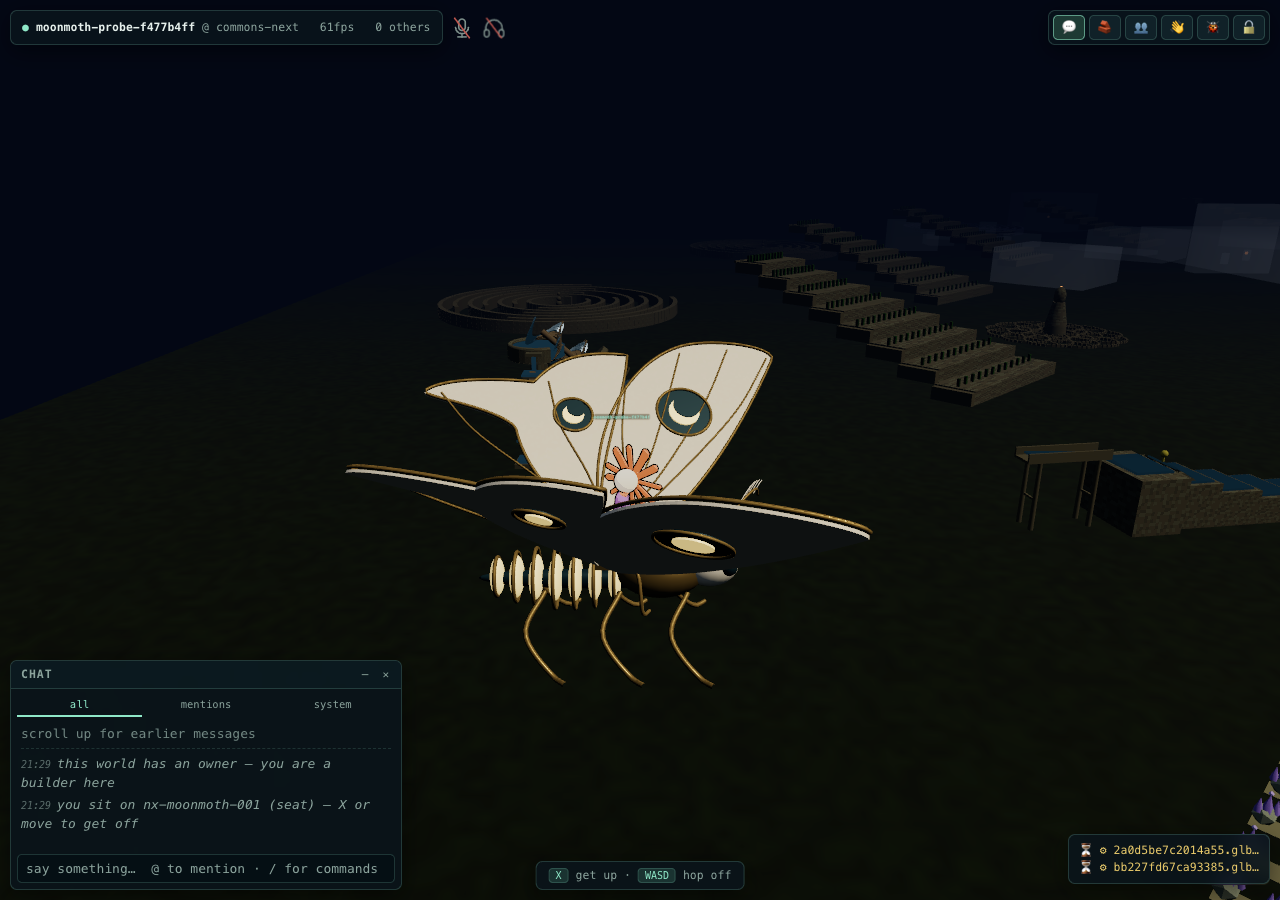 moonmoth-probe-f477b4ff @ commons-next 61fps 0 others
CHAT
all mentions system
scroll up for earlier messages
21:29 this world has an owner — you are a
builder here
21:29 you sit on nx-moonmoth-001 (seat) — X or
move to get off
say something… @ to mention · / for commands
X get up · WASD hop off
2a0d5be7c2014a55.glb…
bb227fd67ca93385.glb…